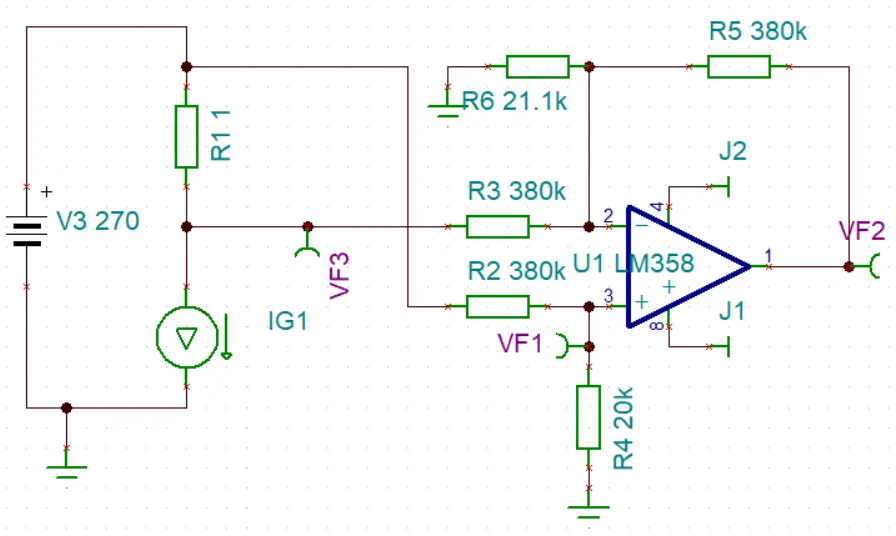 R5 380k
R6 21.1k
R1 1
J2
+
V3 270
R3 380k
2
4
−
VF3
VF2
U1 LM358
1
R2 380k
3
+
+
IG1
8
J1
VF1
R4 20k